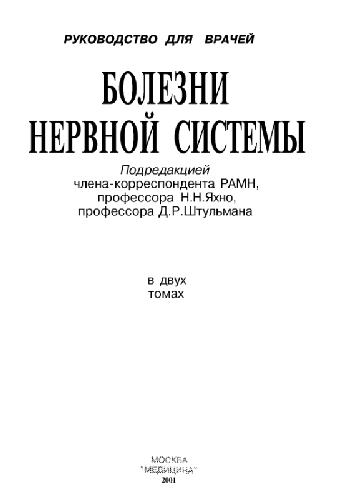 РУКОВОДСТВО ДЛЯ ВРАЧЕЙ
БОЛЕЗНИ
НЕРВНОЙ СИСТЕМЫ
Подредакцией
члена-корреспондента РАМН,
профессора Н.Н.Яхно,
профессора Д.Р.Штульмана
в двух
томах
МОСКВА
"МЕДИЦИНА"
2001